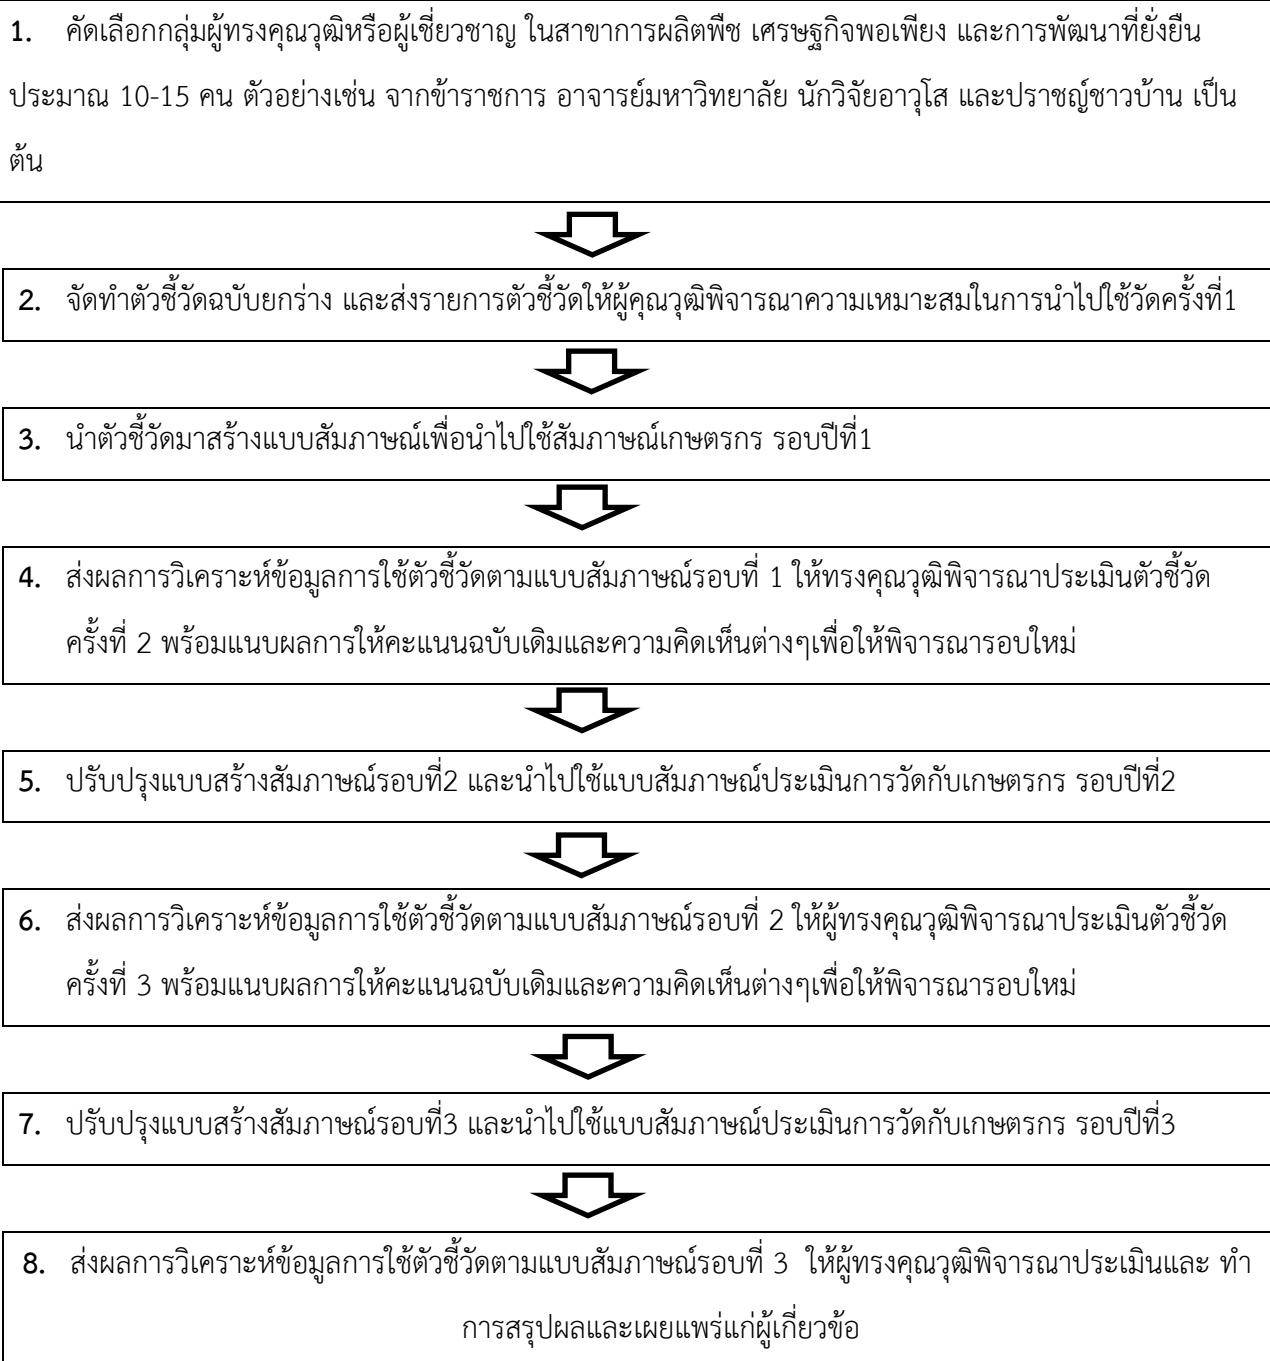 1. คัดเลือกกลุ่มผู้ทรงคุณวุฒิหรือผู้เชี่ยวชาญ ในสาขาการผลิตพืช เศรษฐกิจพอเพียง และการพัฒนาที่ยั่งยืน
ประมาณ 10-15 คน ตัวอย่างเช่น จากข้าราชการ อาจารย์มหาวิทยาลัย นักวิจัยอาวุโส และปราชญ์ชาวบ้าน เป็น
ต้น
2. จัดทำตัวชี้วัดฉบับยกร่าง และส่งรายการตัวชี้วัดให้ผู้คุณวุฒิพิจารณาความเหมาะสมในการนำไปใช้วัดครั้งที่1
3. นำตัวชี้วัดมาสร้างแบบสัมภาษณ์เพื่อนำไปใช้สัมภาษณ์เกษตรกร รอบปีที่1
4. ส่งผลการวิเคราะห์ข้อมูลการใช้ตัวชี้วัดตามแบบสัมภาษณ์รอบที่ 1 ให้ทรงคุณวุฒิพิจารณาประเมินตัวชี้วัด
ครั้งที่ 2 พร้อมแนบผลการให้คะแนนฉบับเดิมและความคิดเห็นต่างๆเพื่อให้พิจารณารอบใหม่
5. ปรับปรุงแบบสร้างสัมภาษณ์รอบที่2 และนำไปใช้แบบสัมภาษณ์ประเมินการวัดกับเกษตรกร รอบปีที่2
6. ส่งผลการวิเคราะห์ข้อมูลการใช้ตัวชี้วัดตามแบบสัมภาษณ์รอบที่ 2 ให้ผู้ทรงคุณวุฒิพิจารณาประเมินตัวชี้วัด
ครั้งที่ 3 พร้อมแนบผลการให้คะแนนฉบับเดิมและความคิดเห็นต่างๆเพื่อให้พิจารณารอบใหม่
7. ปรับปรุงแบบสร้างสัมภาษณ์รอบที่3 และนำไปใช้แบบสัมภาษณ์ประเมินการวัดกับเกษตรกร รอบปีที่3
8. ส่งผลการวิเคราะห์ข้อมูลการใช้ตัวชี้วัดตามแบบสัมภาษณ์รอบที่ 3 ให้ผู้ทรงคุณวุฒิพิจารณาประเมินและ ทำ
การสรุปผลและเผยแพร่แก่ผู้เกี่ยวข้อ